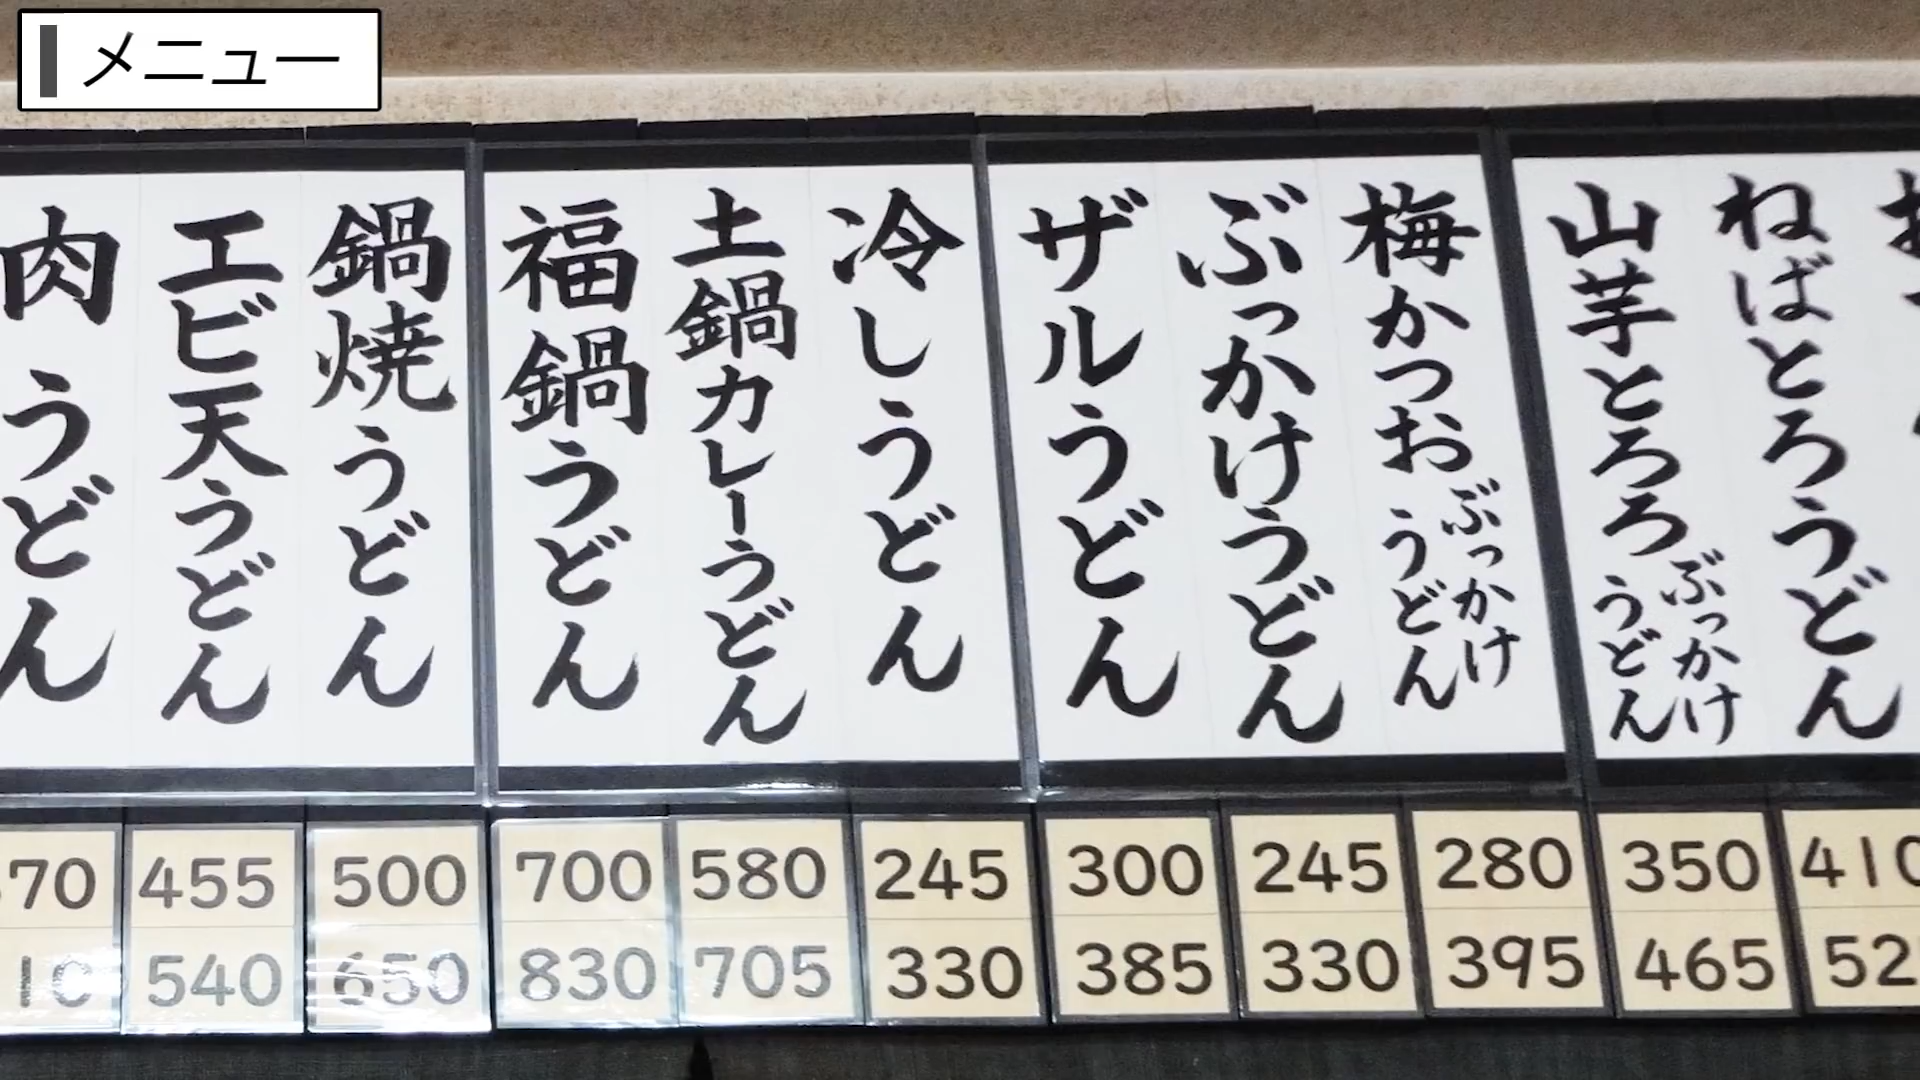 メニュー
肉うどん
エビ天うどん
鍋焼うどん
福鍋うどん
土鍋カレーうどん
冷しうどん
ザルうどん
ぶっかけうどん
梅かつおぶっかけうどん
山芋とろろぶっかけうどん
ねばとろうどん
70 455 500 700 580 245 300 245 280 350 410
10 540 650 830 705 330 385 330 395 465 52